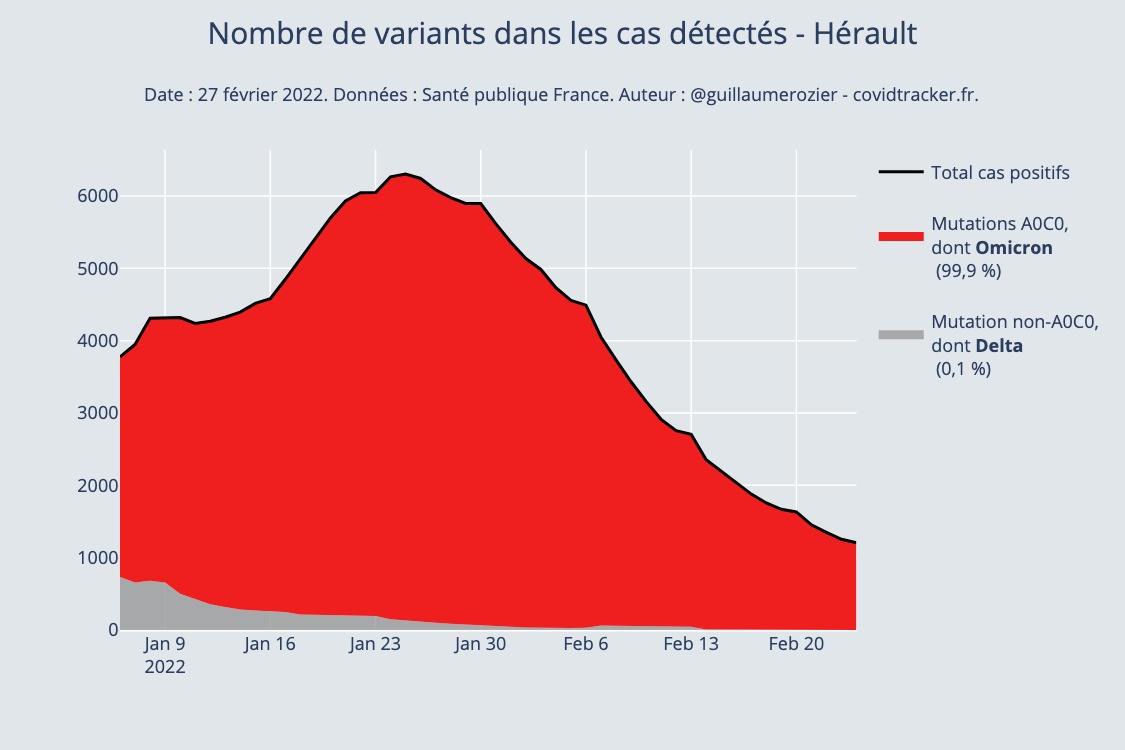 Nombre de variants dans les cas détectés - Hérault
Date : 27 février 2022. Données : Santé publique France. Auteur : @guillaumerozier - covidtracker.fr.
6000
5000
4000
3000
2000
1000
0
Jan 9
2022
Jan 16
Jan 23
Jan 30
Feb 6
Feb 13
Feb 20
Total cas positifs
Mutations A0C0,
dont Omicron
(99,9 %)
Mutation non-A0C0,
dont Delta
(0,1 %)